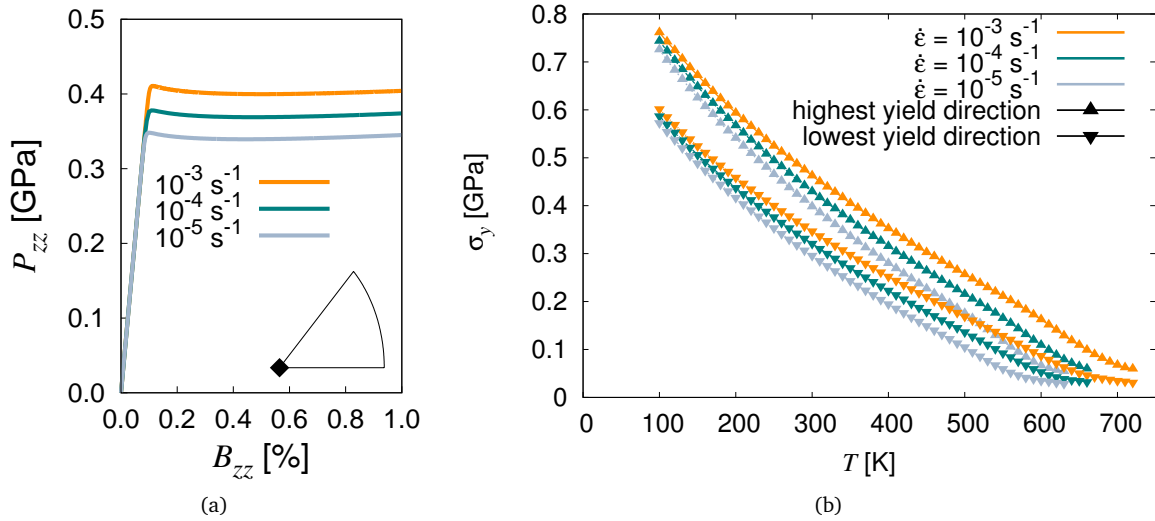 0.5
0.4
0.3
0.2
0.1
0.0
P_zz [GPa]
10^-3 s^-1
10^-4 s^-1
10^-5 s^-1
0.0 0.2 0.4 0.6 0.8 1.0
B_zz [%]
(a)
0.8
0.7
0.6
0.5
0.4
0.3
0.2
0.1
0
σ_y [GPa]
ε̇ = 10^-3 s^-1
ε̇ = 10^-4 s^-1
ε̇ = 10^-5 s^-1
highest yield direction
lowest yield direction
0 100 200 300 400 500 600 700
T [K]
(b)